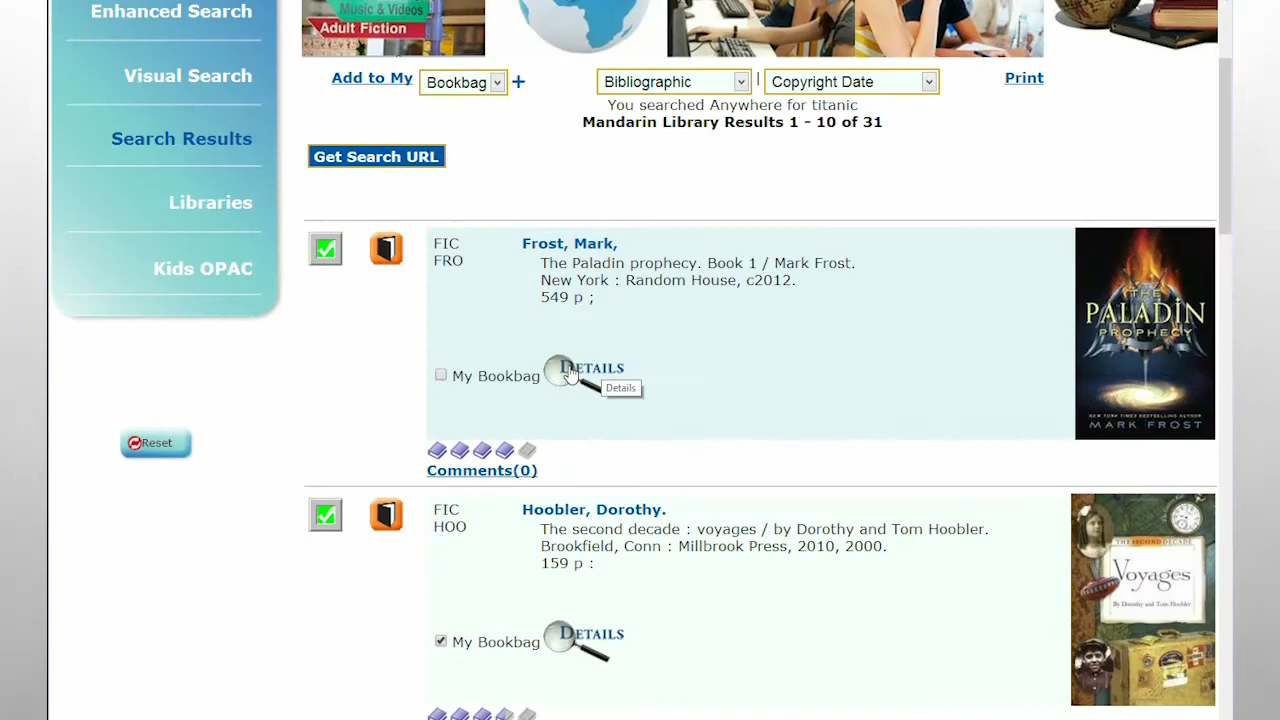 Enhanced Search
Visual Search
Search Results
Libraries
Kids OPAC
Reset
Music & Videos
Adult Fiction
Add to My
Bookbag
+
Bibliographic
|
Copyright Date
Print
You searched Anywhere for titanic
Mandarin Library Results 1 - 10 of 31
Get Search URL
FIC
FRO
Frost, Mark,
The Paladin prophecy. Book 1 / Mark Frost.
New York : Random House, c2012.
549 p ;
My Bookbag
DETAILS
Details
THE
PALADIN
PROPHECY
NEW YORK TIMES BESTSELLING AUTHOR
MARK FROST
Comments(0)
FIC
HOO
Hoobler, Dorothy.
The second decade : voyages / by Dorothy and Tom Hoobler.
Brookfield, Conn : Millbrook Press, 2010, 2000.
159 p :
My Bookbag
DETAILS
THE SECOND DECADE
Voyages
By Dorothy and Tom Hoobler